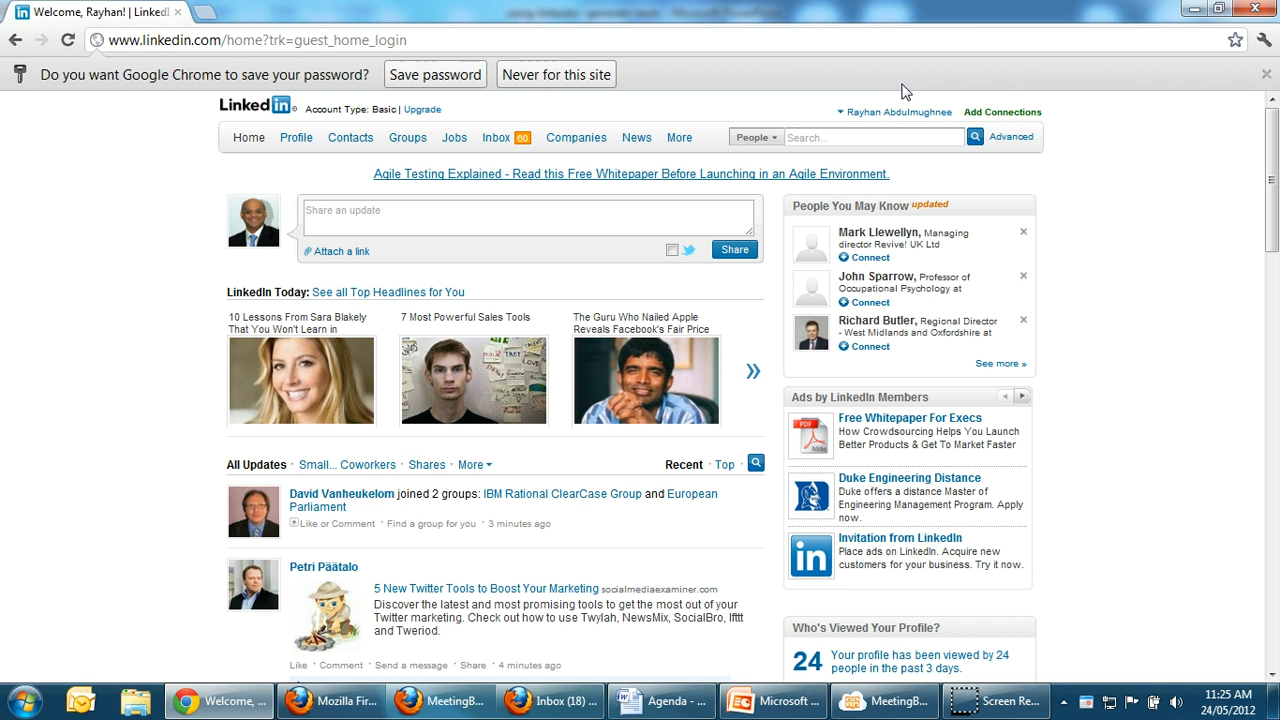 Welcome, Rayhan! | LinkedI
www.linkedin.com/home?trk=guest_home_login
Do you want Google Chrome to save your password? Save password Never for this site
Linked in Account Type: Basic | Upgrade
Rayhan Abdulmughnee Add Connections
Home Profile Contacts Groups Jobs Inbox 60 Companies News More People Search... Advanced
Agile Testing Explained - Read this Free Whitepaper Before Launching in an Agile Environment.
Share an update
Attach a link Share
LinkedIn Today: See all Top Headlines for You
10 Lessons From Sara Blakely
That You Won't Learn in
7 Most Powerful Sales Tools
The Guru Who Nailed Apple
Reveals Facebook's Fair Price
»
All Updates · Small... Coworkers · Shares · More Recent · Top
David Vanheukelom joined 2 groups: IBM Rational ClearCase Group and European
Parliament
Like or Comment · Find a group for you · 3 minutes ago
Petri Päätalo
5 New Twitter Tools to Boost Your Marketing socialmediaexaminer.com
Discover the latest and most promising tools to get the most out of your
Twitter marketing. Check out how to use Twylah, NewsMix, SocialBro, Ifttt
and Tweriod.
Like · Comment · Send a message · Share · 4 minutes ago
People You May Know updated
Mark Llewellyn, Managing
director Revive! UK Ltd
Connect
John Sparrow, Professor of
Occupational Psychology at
Connect
Richard Butler, Regional Director
- West Midlands and Oxfordshire at
Connect
See more »
Ads by LinkedIn Members
PDF
Adobe
Free Whitepaper For Execs
How Crowdsourcing Helps You Launch
Better Products & Get To Market Faster
Duke Engineering Distance
Duke offers a distance Master of
Engineering Management Program. Apply
now.
in
Invitation from LinkedIn
Place ads on LinkedIn. Acquire new
customers for your business. Try it now.
Who's Viewed Your Profile?
24 Your profile has been viewed by 24
people in the past 3 days.
Welcome, ... Mozilla Fir... MeetingB... Inbox (18) ... Agenda - ... Microsoft ... MeetingB... Screen Re...
11:25 AM
24/05/2012